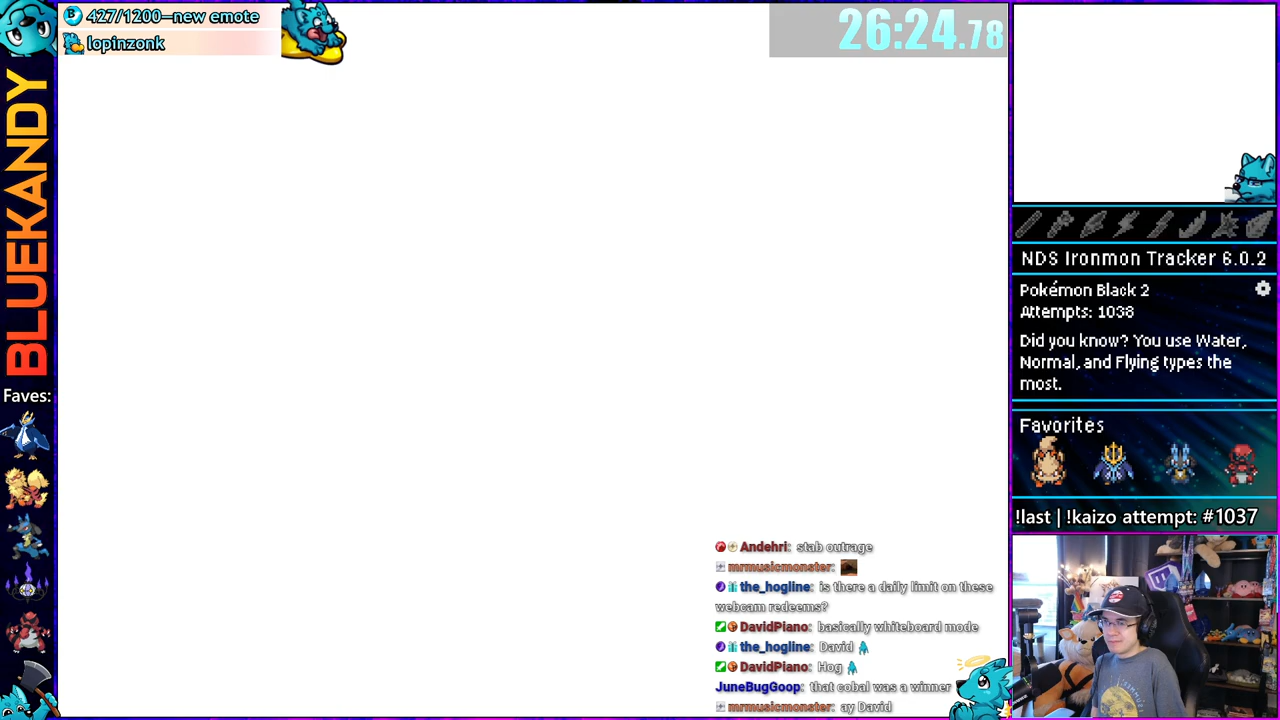 427/1200--new emote
lopinzonk
26:24.78
BLUEKANDY
Faves:
NDS Ironmon Tracker 6.0.2
Pokémon Black 2
Attempts: 1038
Did you know? You use Water,
Normal, and Flying types the
most.
Favorites
!last | !kaizo attempt: #1037
Andehri: stab outrage
mrmusicmonster:
the_hogline: is there a daily limit on these
webcam redeems?
DavidPiano: basically whiteboard mode
the_hogline: David
DavidPiano: Hog
JuneBugGoop: that cobal was a winner
mrmusicmonster: ay David